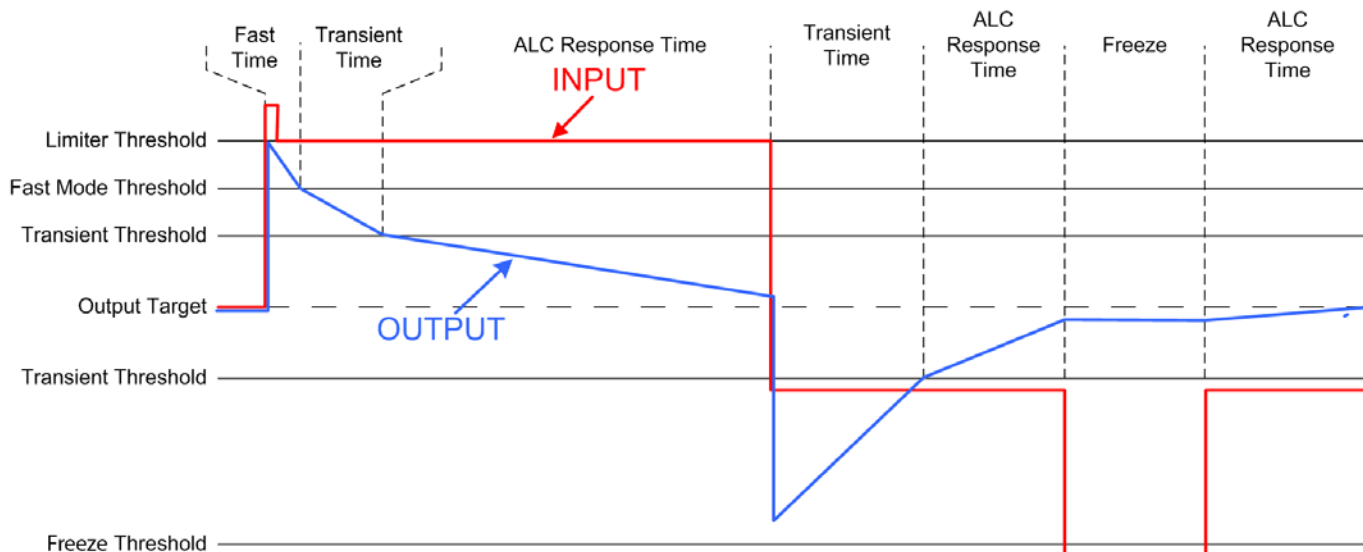 Fast
Time
Transient
Time
ALC Response Time
Transient
Time
ALC
Response
Time
Freeze
ALC
Response
Time
INPUT
Limiter Threshold
Fast Mode Threshold
Transient Threshold
Output Target
OUTPUT
Transient Threshold
Freeze Threshold